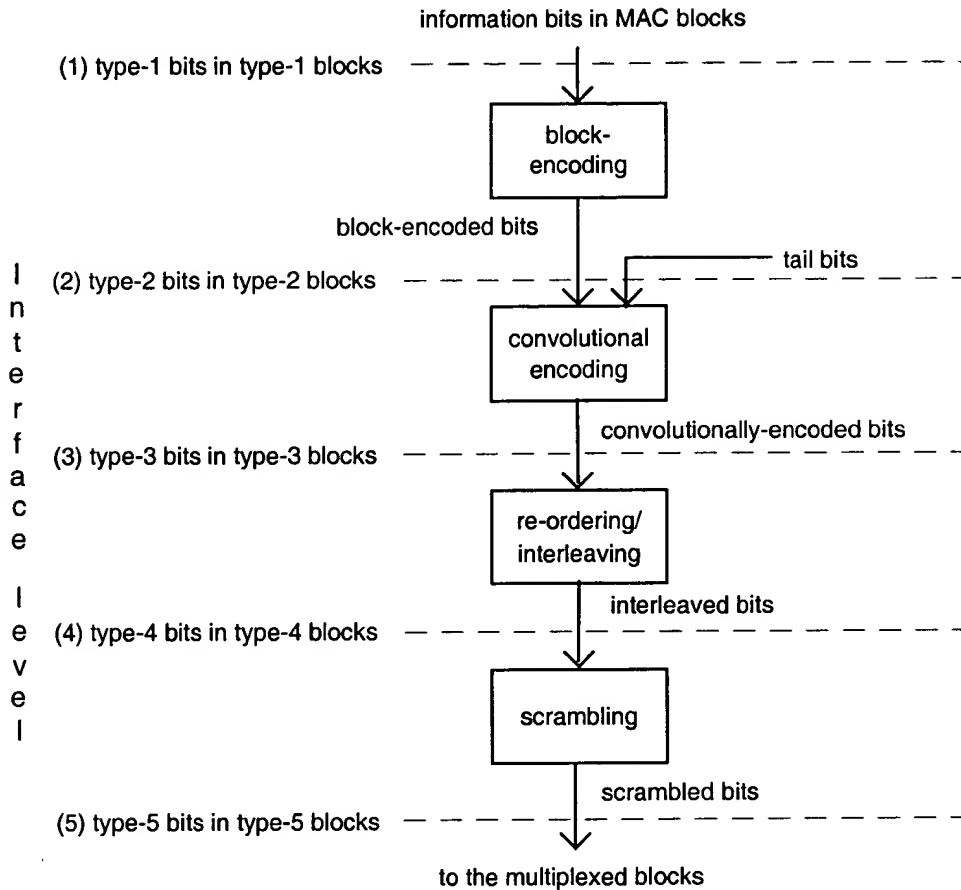 information bits in MAC blocks
(1) type-1 bits in type-1 blocks
block-
encoding
block-encoded bits
tail bits
(2) type-2 bits in type-2 blocks
convolutional
encoding
convolutionally-encoded bits
(3) type-3 bits in type-3 blocks
re-ordering/
interleaving
interleaved bits
(4) type-4 bits in type-4 blocks
scrambling
scrambled bits
(5) type-5 bits in type-5 blocks
to the multiplexed blocks
Interface level